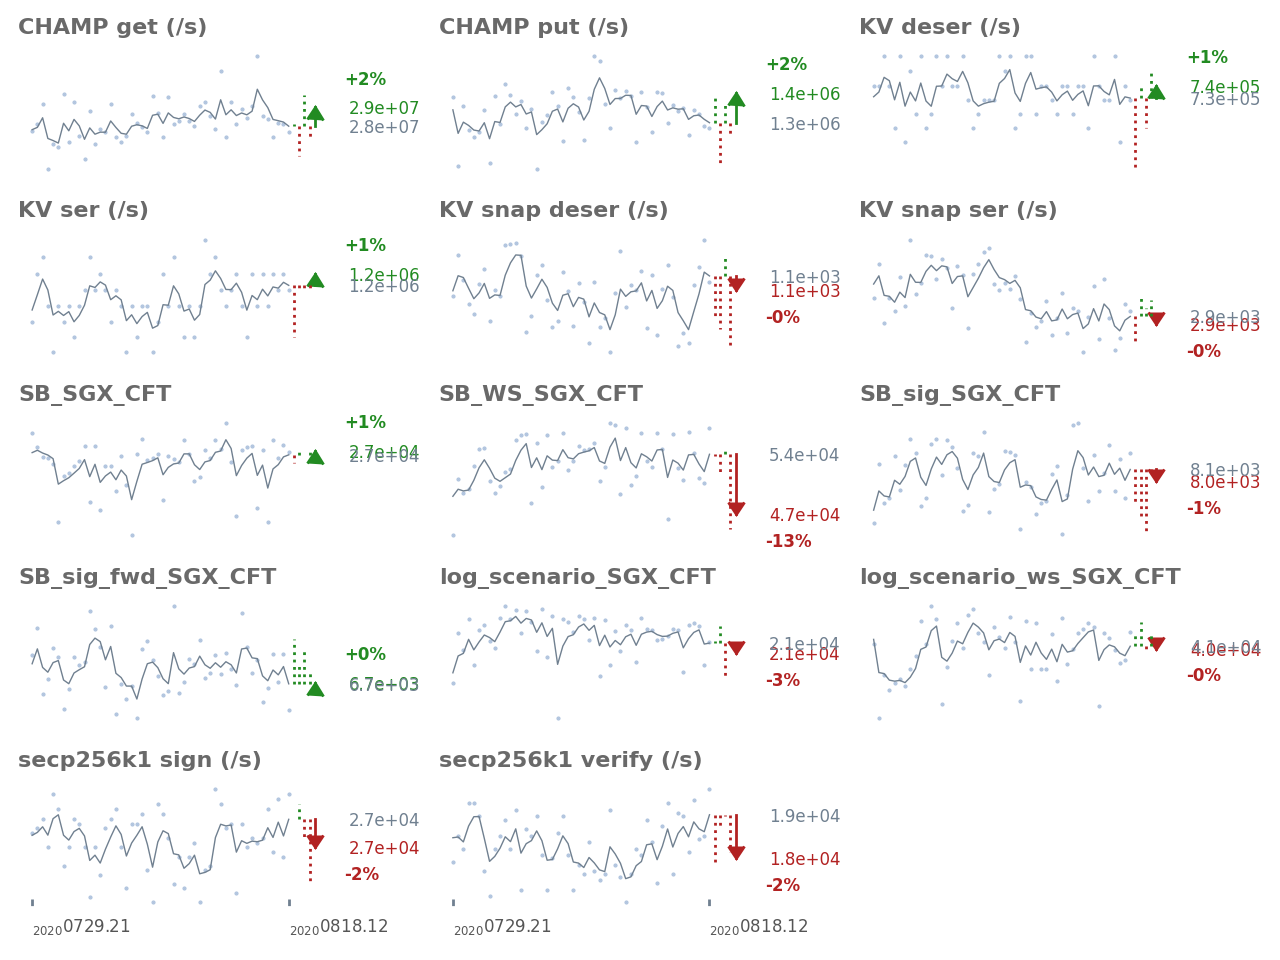 CHAMP get (/s)
+2%
2.9e+07
2.8e+07
CHAMP put (/s)
+2%
1.4e+06
1.3e+06
KV deser (/s)
+1%
7.4e+05
7.3e+05
KV ser (/s)
+1%
1.2e+06
1.2e+06
KV snap deser (/s)
1.1e+03
1.1e+03
-0%
KV snap ser (/s)
2.9e+03
2.9e+03
-0%
SB_SGX_CFT
+1%
2.7e+04
2.7e+04
SB_WS_SGX_CFT
5.4e+04
4.7e+04
-13%
SB_sig_SGX_CFT
8.1e+03
8.0e+03
-1%
SB_sig_fwd_SGX_CFT
+0%
6.7e+03
6.7e+03
log_scenario_SGX_CFT
2.1e+04
2.1e+04
-3%
log_scenario_ws_SGX_CFT
4.1e+04
4.0e+04
-0%
secp256k1 sign (/s)
2.7e+04
2.7e+04
-2%
secp256k1 verify (/s)
1.9e+04
1.8e+04
-2%
20200729.21
20200818.12
20200729.21
20200818.12